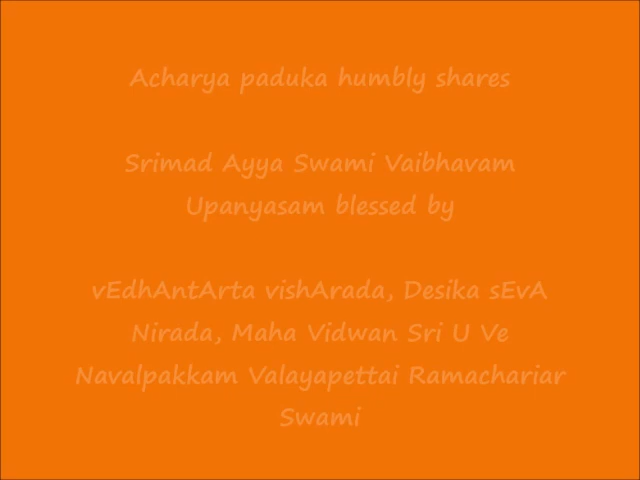 Acharya paduka humbly shares
Srimad Ayya Swami Vaibhavam
Upanyasam blessed by
vEdhAntArta vishArada, Desika sEvA
Nirada, Maha Vidwan Sri U Ve
Navalpakkam Valayapettai Ramachariar
Swami